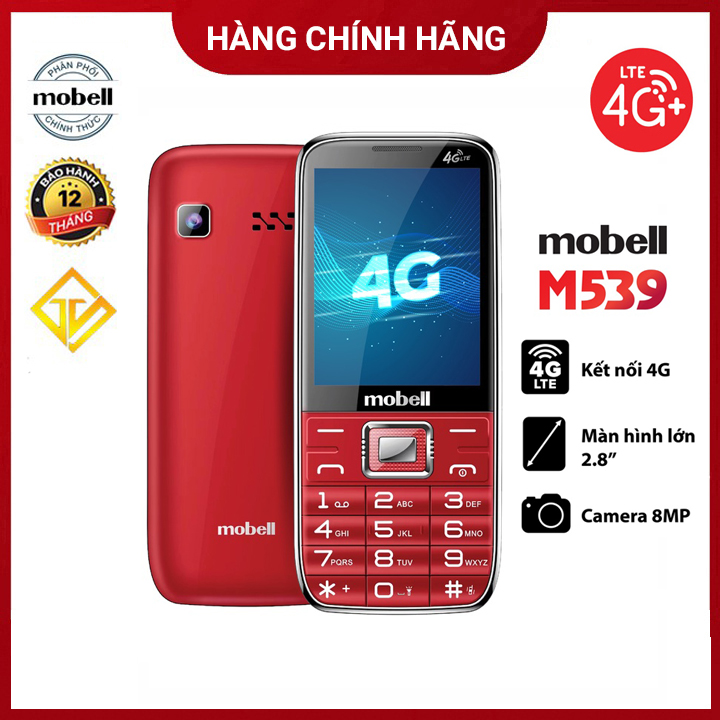 HÀNG CHÍNH HÃNG
PHÂN PHỐI
mobell
CHÍNH THỨC
BẢO HÀNH
12
THÁNG
LTE
4G+
4G LTE
4G
mobell
mobell
1
2 ABC
3 DEF
4 GHI
5 JKL
6 MNO
7 PQRS
8 TUV
9 WXYZ
* +
0
#
mobell
M539
4G
LTE
Kết nối 4G
Màn hình lớn
2.8”
Camera 8MP